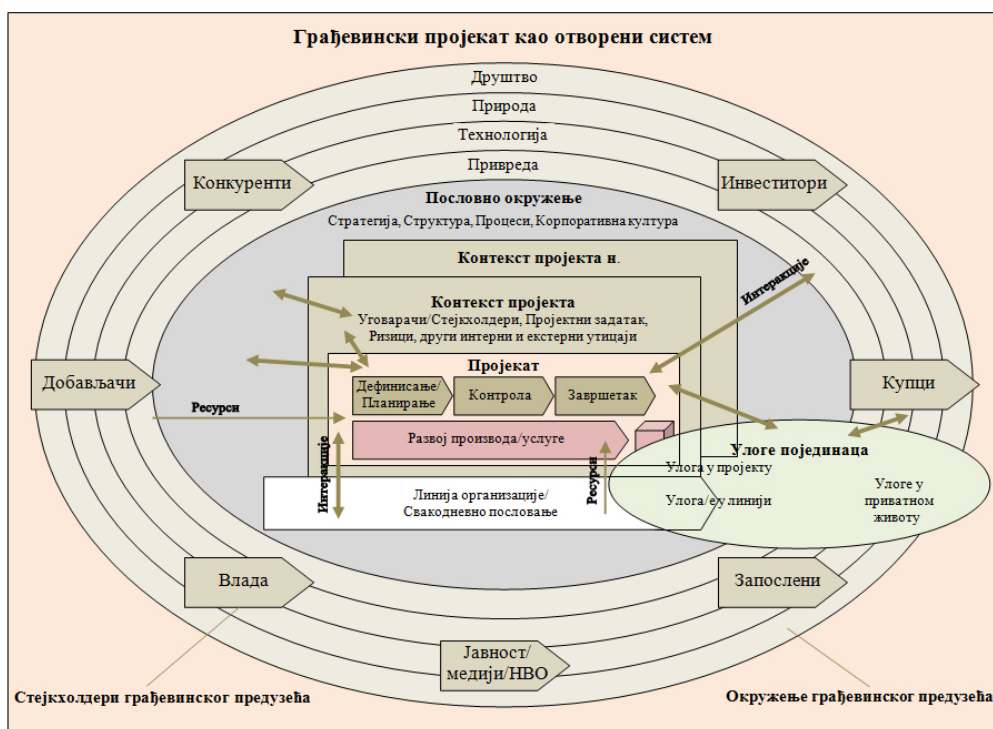 Грађевински пројекат као отворени систем
Друштво
Природа
Технологија
Привреда
Конкуренти
Инвеститори
Пословно окружење
Стратегија, Структура, Процеси, Корпоративна култура
Контекст пројекта н.
Интеракције
Контекст пројекта
Уговарачи/Стејкхолдери, Пројектни задатак,
Ризици, други интерни и екстерни утицаји
Пројекат
Добављачи
Дефинисање/
Планирање
Контрола
Завршетак
Купци
Ресурси
Развој производа/услуге
Интеракције
Ресурси
Улоге појединаца
Улога у пројекту
Улога/е у линији
Улоге у
приватном
животу
Линија организације/
Свакодневно пословање
Влада
Запослени
Јавност/
медији/НВО
Стејкхолдери грађевинског предузећа
Окружење грађевинског предузећа